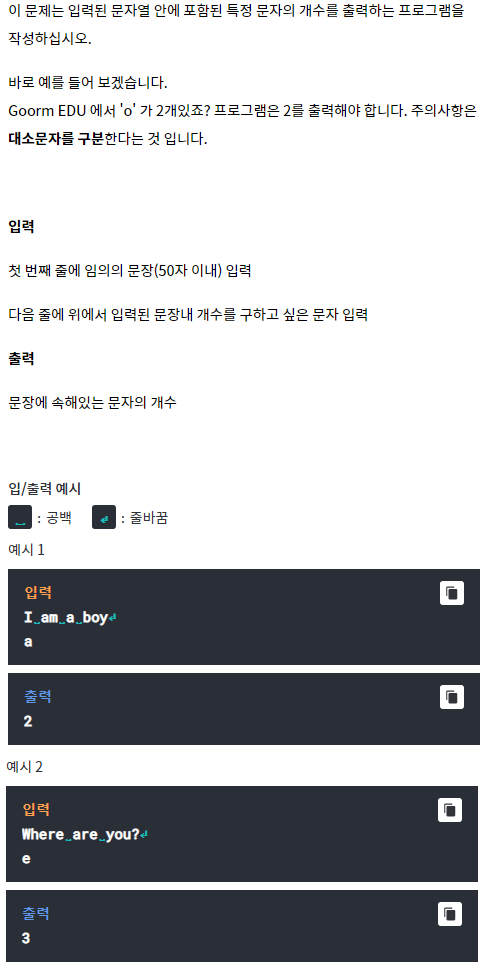 이 문제는 입력된 문자열 안에 포함된 특정 문자의 개수를 출력하는 프로그램을
작성하십시오.
바로 예를 들어 보겠습니다.
Goorm EDU 에서 'o' 가 2개있죠? 프로그램은 2를 출력해야 합니다. 주의사항은
대소문자를 구분한다는 것 입니다.
입력
첫 번째 줄에 임의의 문장(50자 이내) 입력
다음 줄에 위에서 입력된 문장내 개수를 구하고 싶은 문자 입력
출력
문장에 속해있는 문자의 개수
입/출력 예시
␣ : 공백 ↵ : 줄바꿈
예시 1
입력
I␣am␣a␣boy↵
a
출력
2
예시 2
입력
Where␣are␣you?↵
e
출력
3